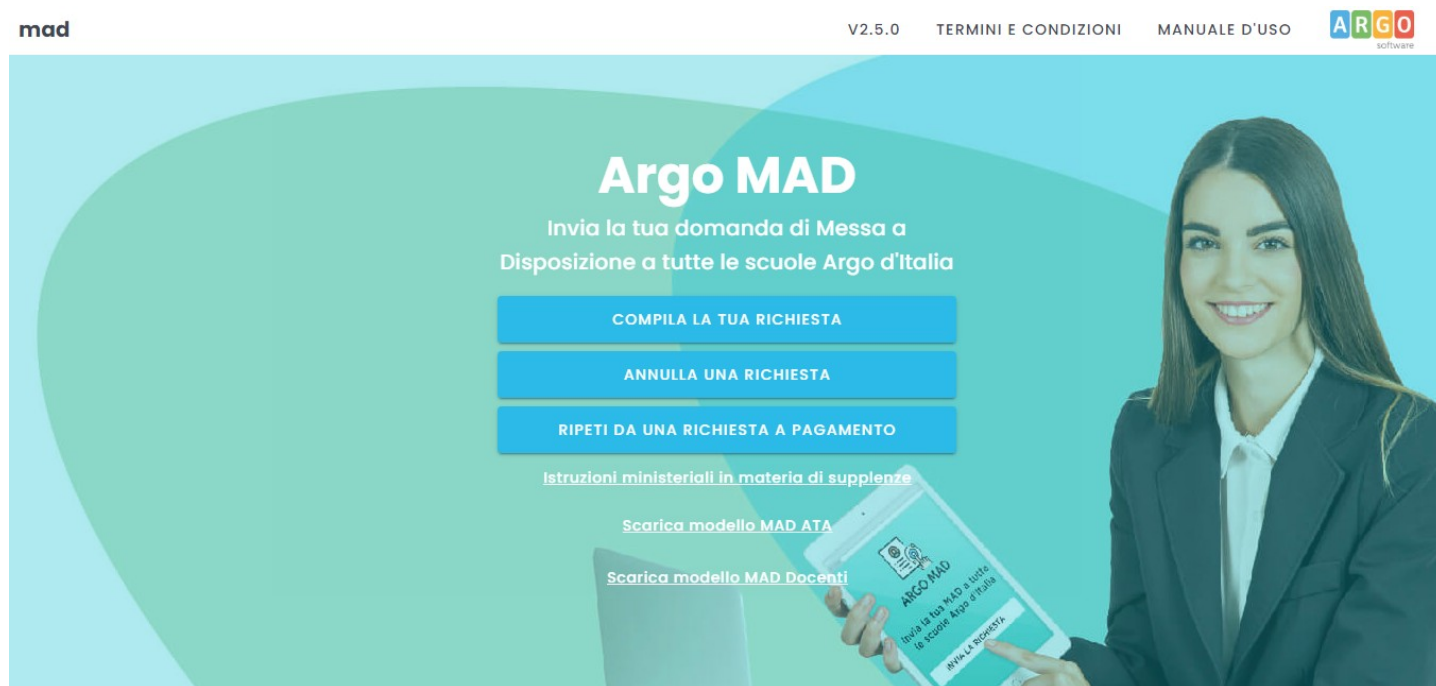 mad
V2.5.0 TERMINI E CONDIZIONI MANUALE D'USO
ARGO
software
Argo MAD
Invia la tua domanda di Messa a
Disposizione a tutte le scuole Argo d'Italia
COMPILA LA TUA RICHIESTA
ANNULLA UNA RICHIESTA
RIPETI DA UNA RICHIESTA A PAGAMENTO
Istruzioni ministeriali in materia di supplenze
Scarica modello MAD ATA
Scarica modello MAD Docenti
ARGO MAD
Invia la tua MAD a tutte
le scuole Argo d'Italia
INVIA LA RICHIESTA